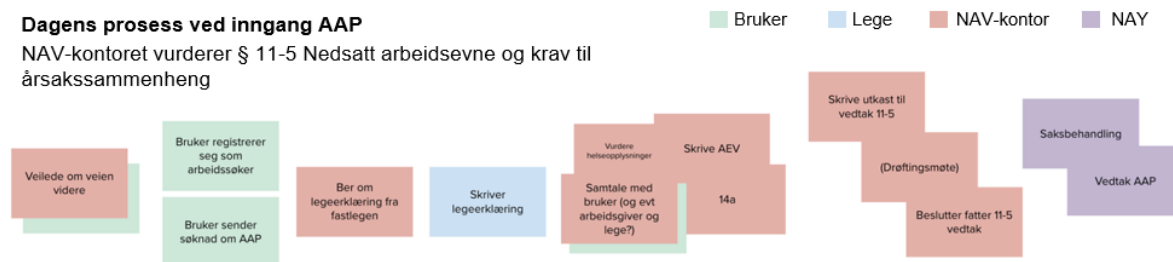 Dagens prosess ved inngang AAP
NAV-kontoret vurderer § 11-5 Nedsatt arbeidsevne og krav til
årsakssammenheng
Bruker
Lege
NAV-kontor
NAY
Veilede om veien
videre
Bruker registrerer
seg som
arbeidssøker
Bruker sender
søknad om AAP
Ber om
legeerklæring fra
fastlegen
Skriver
legeerklæring
Vurdere
helseopplysninger
Samtale med
bruker (og evt
arbeidsgiver og
lege?)
Skrive AEV
14a
Skrive utkast til
vedtak 11-5
(Drøftingsmøte)
Beslutter fatter 11-5
vedtak
Saksbehandling
Vedtak AAP